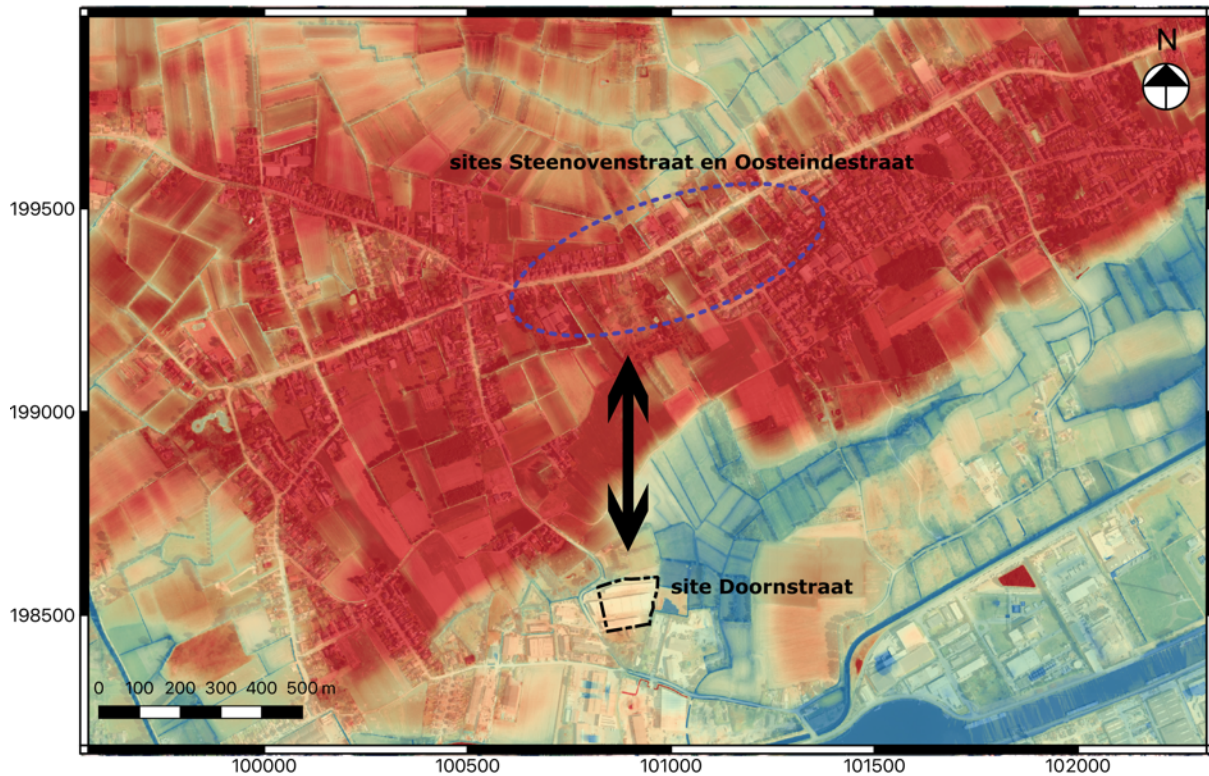 N
sites Steenovenstraat en Oosteindestraat
199500
199000
site Doornstraat
198500
0 100 200 300 400 500 m
100000 100500 101000 101500 102000